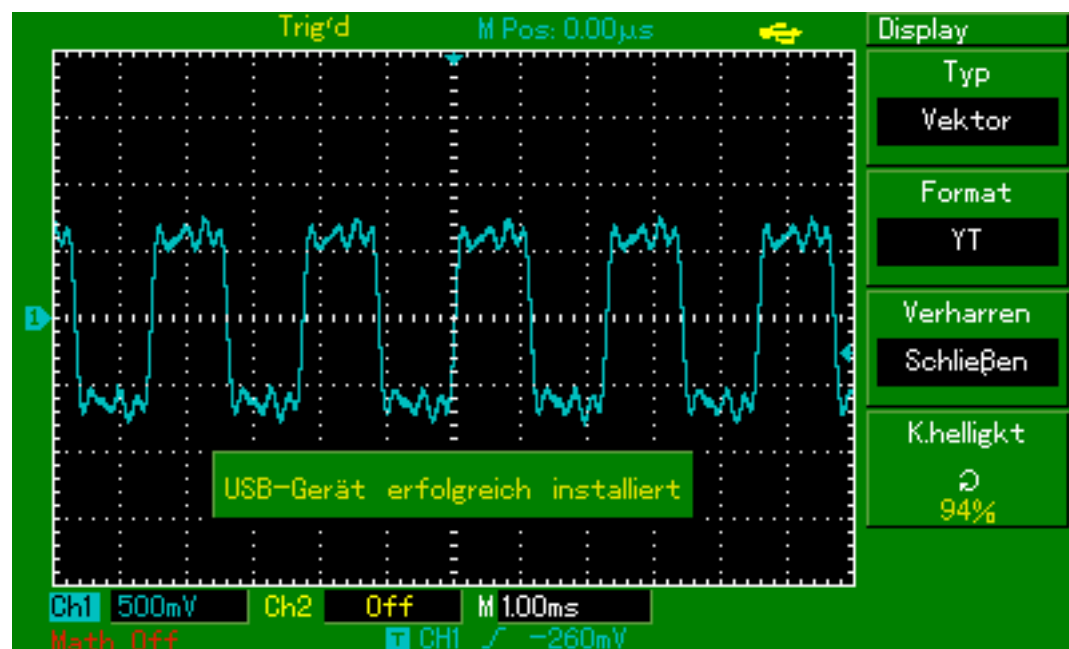 Trig'd M Pos: 0.00µs Display
Typ
Vektor
Format
YT
1 Verharren
Schließen
K.helligkt
94%
USB-Gerät erfolgreich installiert
Ch1 500mV Ch2 Off M 1.00ms
Math Off T CH1 -260mV